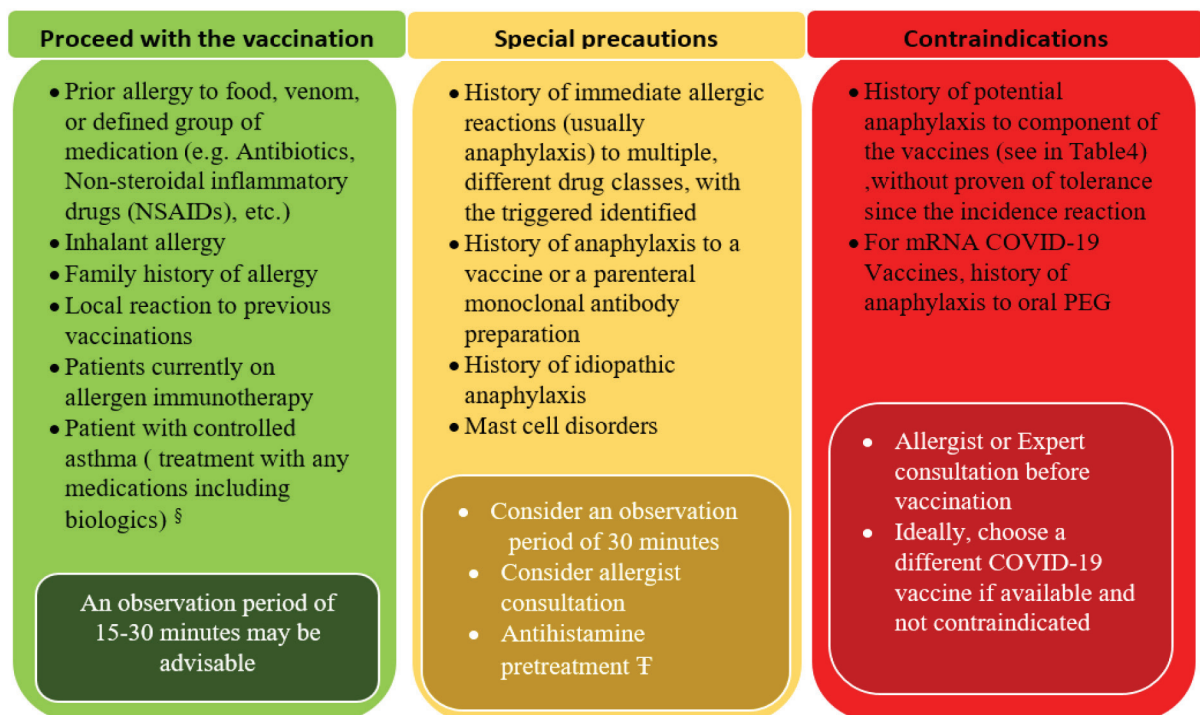 Proceed with the vaccination
• Prior allergy to food, venom,
or defined group of
medication (e.g. Antibiotics,
Non-steroidal inflammatory
drugs (NSAIDs), etc.)
• Inhalant allergy
• Family history of allergy
• Local reaction to previous
vaccinations
• Patients currently on
allergen immunotherapy
• Patient with controlled
asthma ( treatment with any
medications including
biologics) §
An observation period of
15-30 minutes may be
advisable
Special precautions
• History of immediate allergic
reactions (usually
anaphylaxis) to multiple,
different drug classes, with
the triggered identified
• History of anaphylaxis to a
vaccine or a parenteral
monoclonal antibody
preparation
• History of idiopathic
anaphylaxis
• Mast cell disorders
• Consider an observation
period of 30 minutes
• Consider allergist
consultation
• Antihistamine
pretreatment Ŧ
Contraindications
• History of potential
anaphylaxis to component of
the vaccines (see in Table4)
,without proven of tolerance
since the incidence reaction
• For mRNA COVID-19
Vaccines, history of
anaphylaxis to oral PEG
• Allergist or Expert
consultation before
vaccination
• Ideally, choose a
different COVID-19
vaccine if available and
not contraindicated